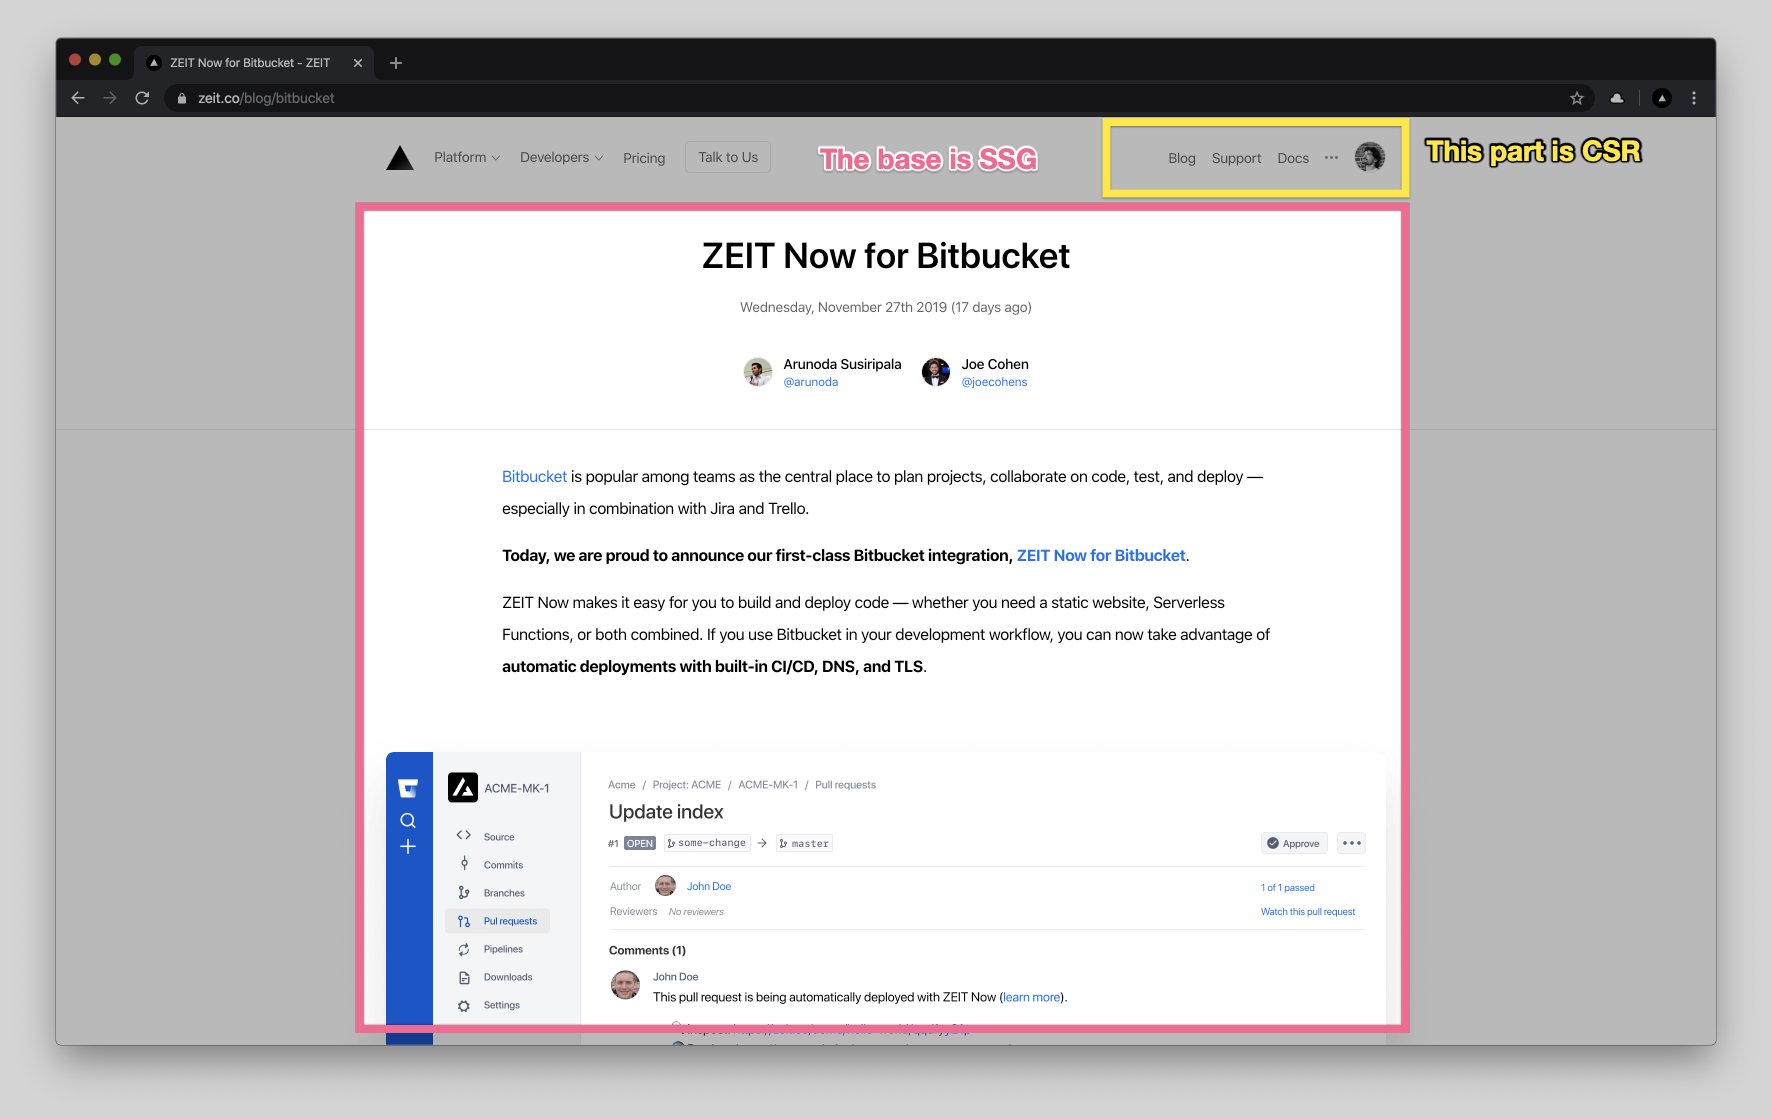 ZEIT Now for Bitbucket - ZEIT
zeit.co/blog/bitbucket
Platform Developers Pricing Talk to Us
The base is SSG
Blog Support Docs
This part is CSR
ZEIT Now for Bitbucket
Wednesday, November 27th 2019 (17 days ago)
Arunoda Susiripala
@arunoda
Joe Cohen
@joecohens
Bitbucket is popular among teams as the central place to plan projects, collaborate on code, test, and deploy —
especially in combination with Jira and Trello.
Today, we are proud to announce our first-class Bitbucket integration, ZEIT Now for Bitbucket.
ZEIT Now makes it easy for you to build and deploy code — whether you need a static website, Serverless
Functions, or both combined. If you use Bitbucket in your development workflow, you can now take advantage of
automatic deployments with built-in CI/CD, DNS, and TLS.
ACME-MK-1
Source
Commits
Branches
Pul requests
Pipelines
Downloads
Settings
Acme / Project: ACME / ACME-MK-1 / Pull requests
Update index
#1 OPEN some-change → master
Approve
Author John Doe
1 of 1 passed
Reviewers No reviewers
Watch this pull request
Comments (1)
John Doe
This pull request is being automatically deployed with ZEIT Now (learn more).